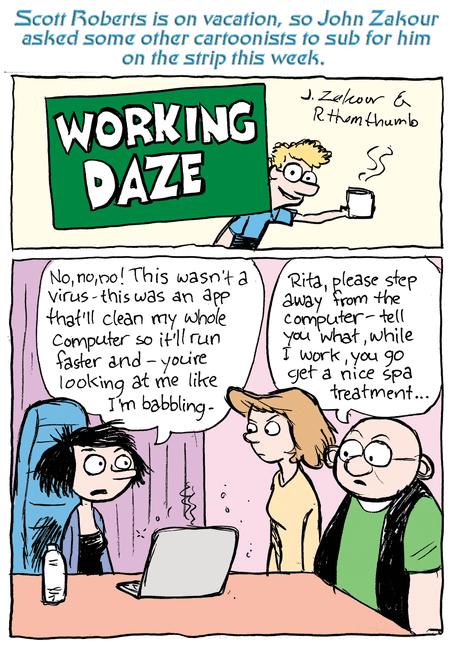 Scott Roberts is on vacation, so John Zakour
asked some other cartoonists to sub for him
on the strip this week.
WORKING
DAZE
J. Zakour &
R. thomthumb
No, no, no! This wasn't a
virus - this was an app
that'll clean my whole
computer so it'll run
faster and - you're
looking at me like
I'm babbling -
Rita, please step
away from the
computer - tell
you what, while
I work, you go
get a nice spa
treatment...